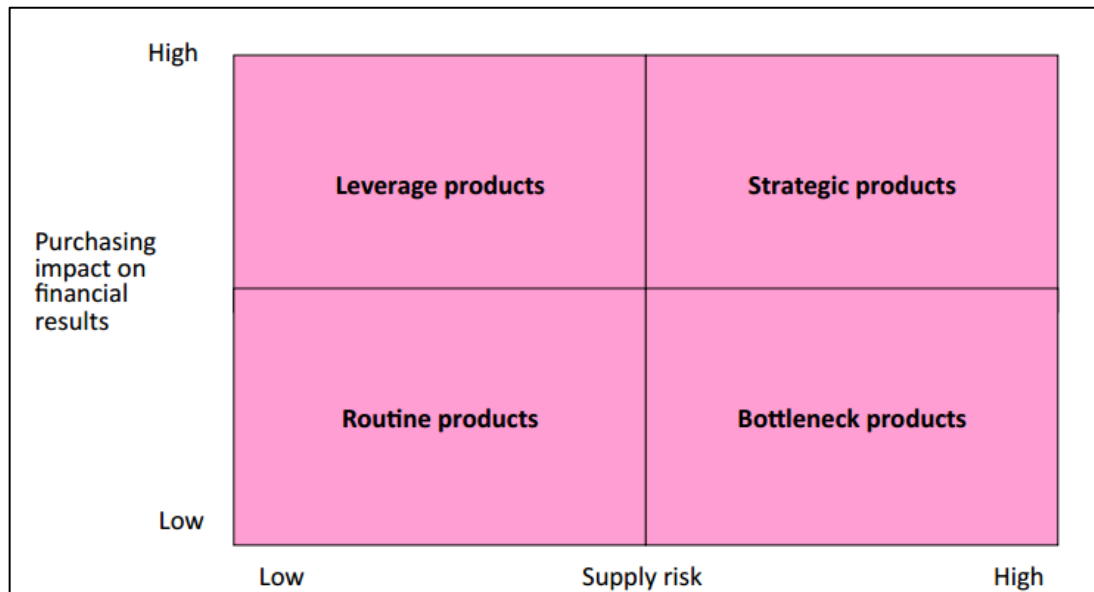 High
Leverage products
Strategic products
Purchasing
impact on
financial
results
Routine products
Bottleneck products
Low
Low
Supply risk
High